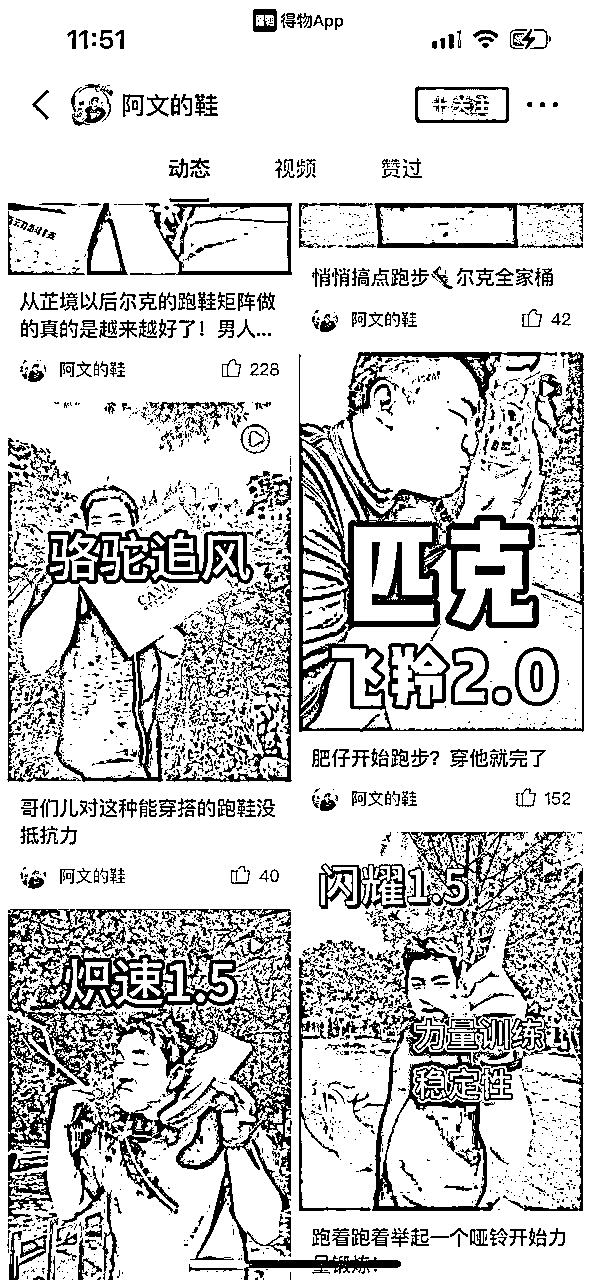 得物App
11:51
阿文的鞋
关注
动态
视频
赞过
从芷境以后尔克的跑鞋矩阵做
的真的是越来越好了！男人...
阿文的鞋
228
悄悄搞点跑步 尔克全家桶
阿文的鞋
42
骆驼追风
哥们儿对这种能穿搭的跑鞋没
抵抗力
阿文的鞋
40
匹克
飞羚2.0
肥仔开始跑步？穿他就完了
阿文的鞋
152
炽速1.5
闪耀1.5
力量训练
稳定性
跑着跑着举起一个哑铃开始力
量锻炼！